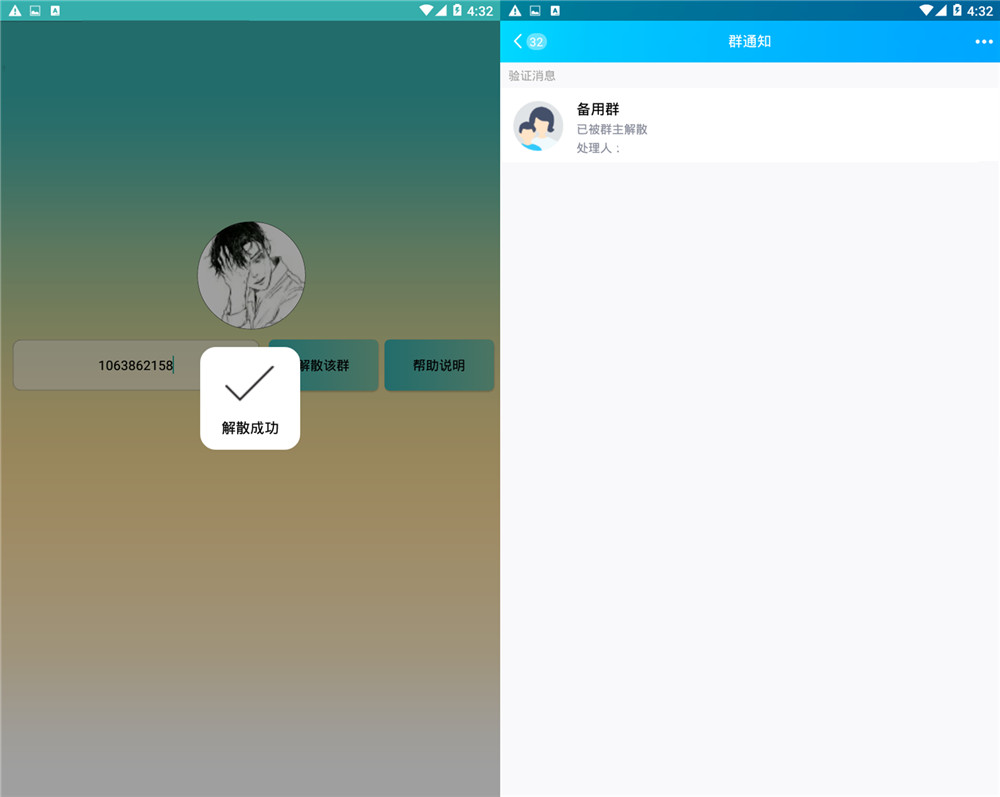 4:32
1063862158
解散该群
帮助说明
解散成功
4:32
32
群通知
验证消息
备用群
已被群主解散
处理人：